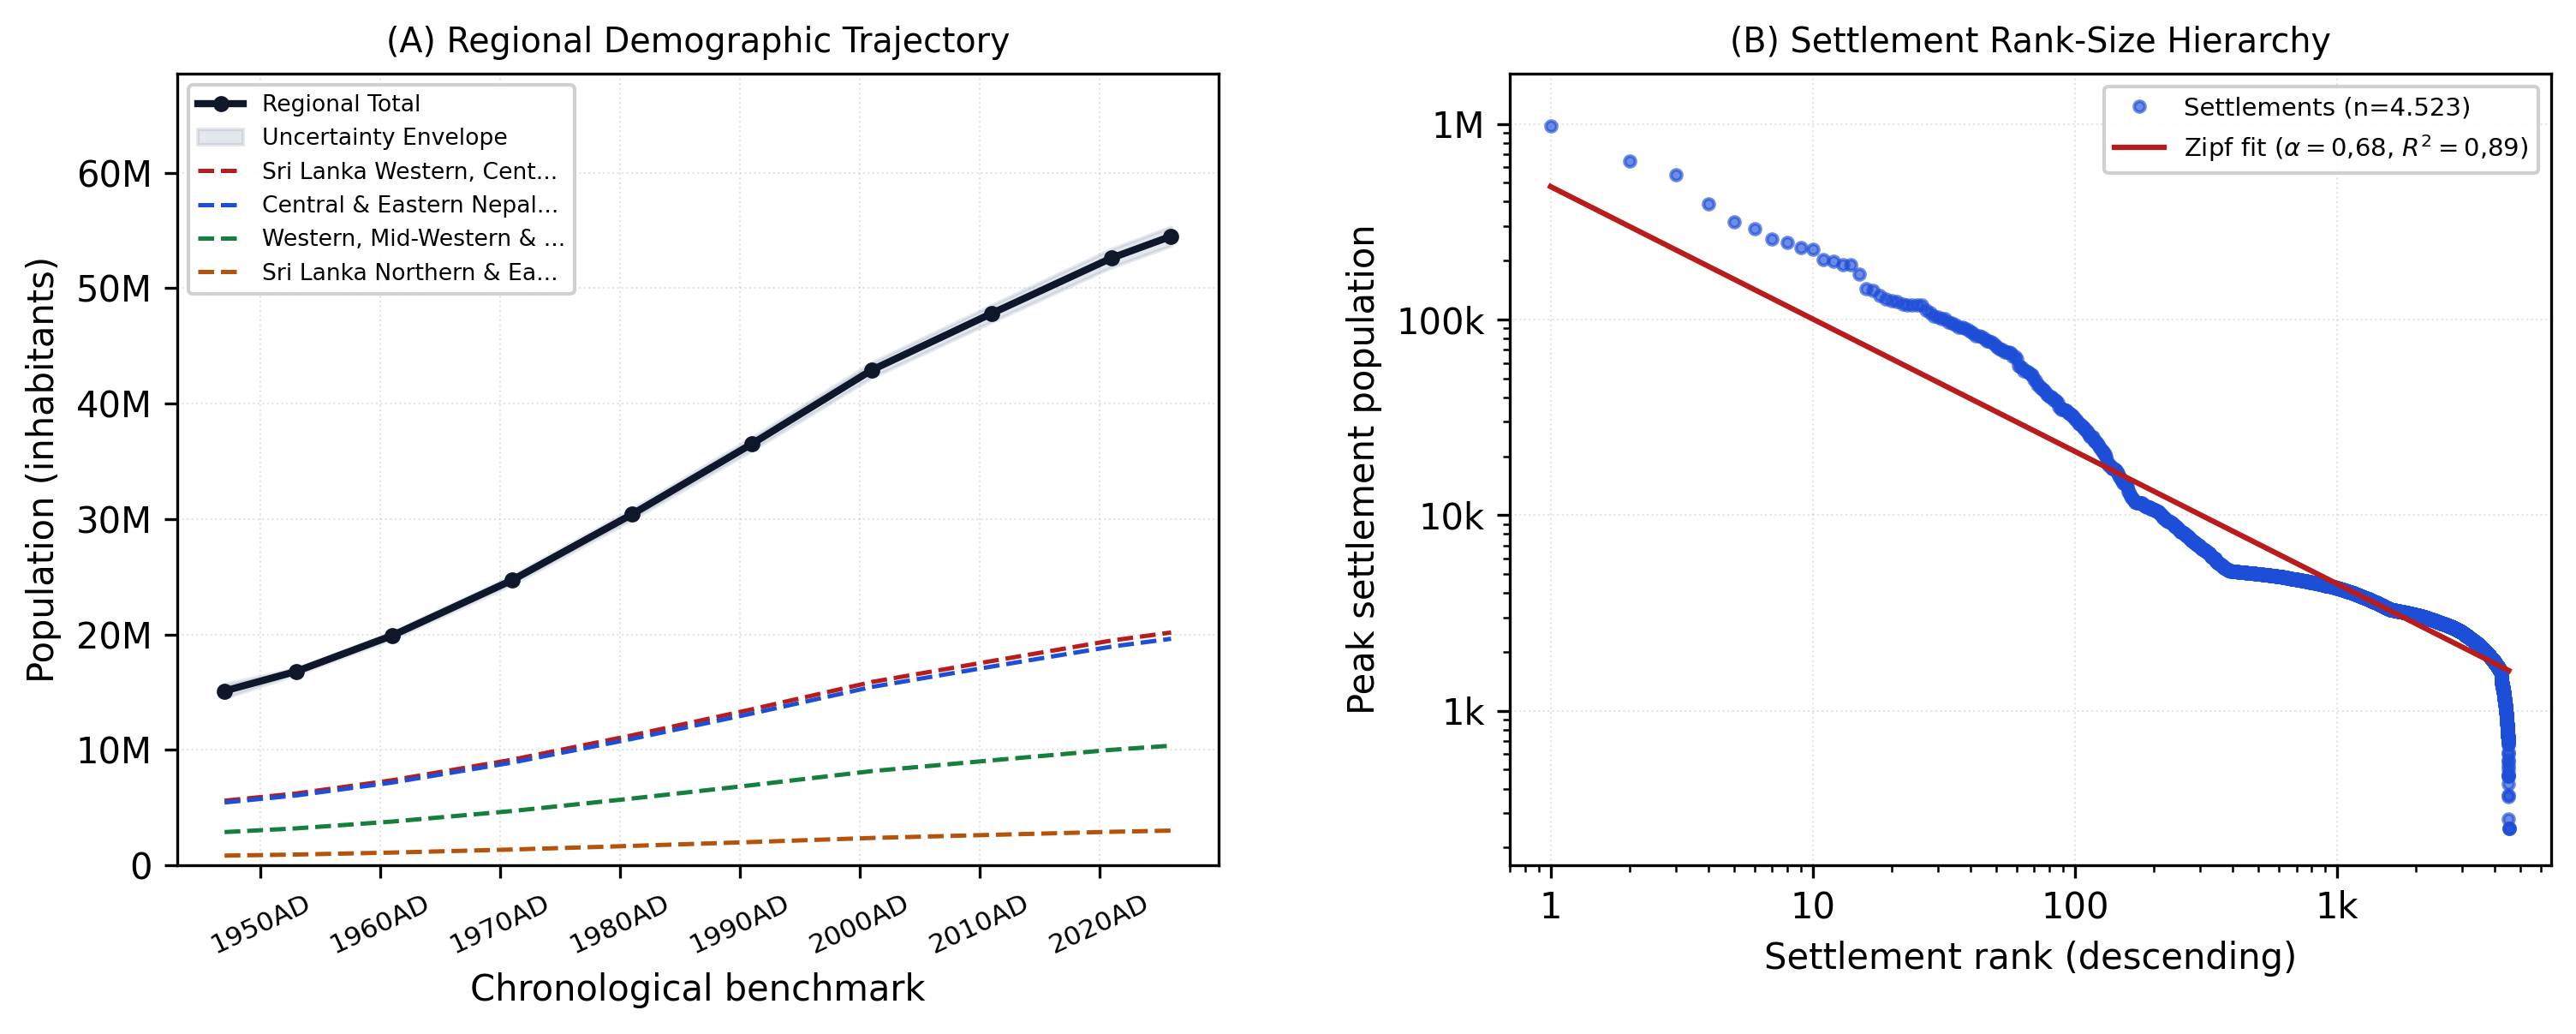 (A) Regional Demographic Trajectory
Regional Total
Uncertainty Envelope
Sri Lanka Western, Cent...
Central & Eastern Nepal...
Western, Mid-Western & ...
Sri Lanka Northern & Ea...
Population (inhabitants)
60M
50M
40M
30M
20M
10M
0
1950AD
1960AD
1970AD
1980AD
1990AD
2000AD
2010AD
2020AD
Chronological benchmark
(B) Settlement Rank-Size Hierarchy
Settlements (n=4.523)
Zipf fit (α = 0,68, R² = 0,89)
Peak settlement population
1M
100k
10k
1k
1
10
100
1k
Settlement rank (descending)